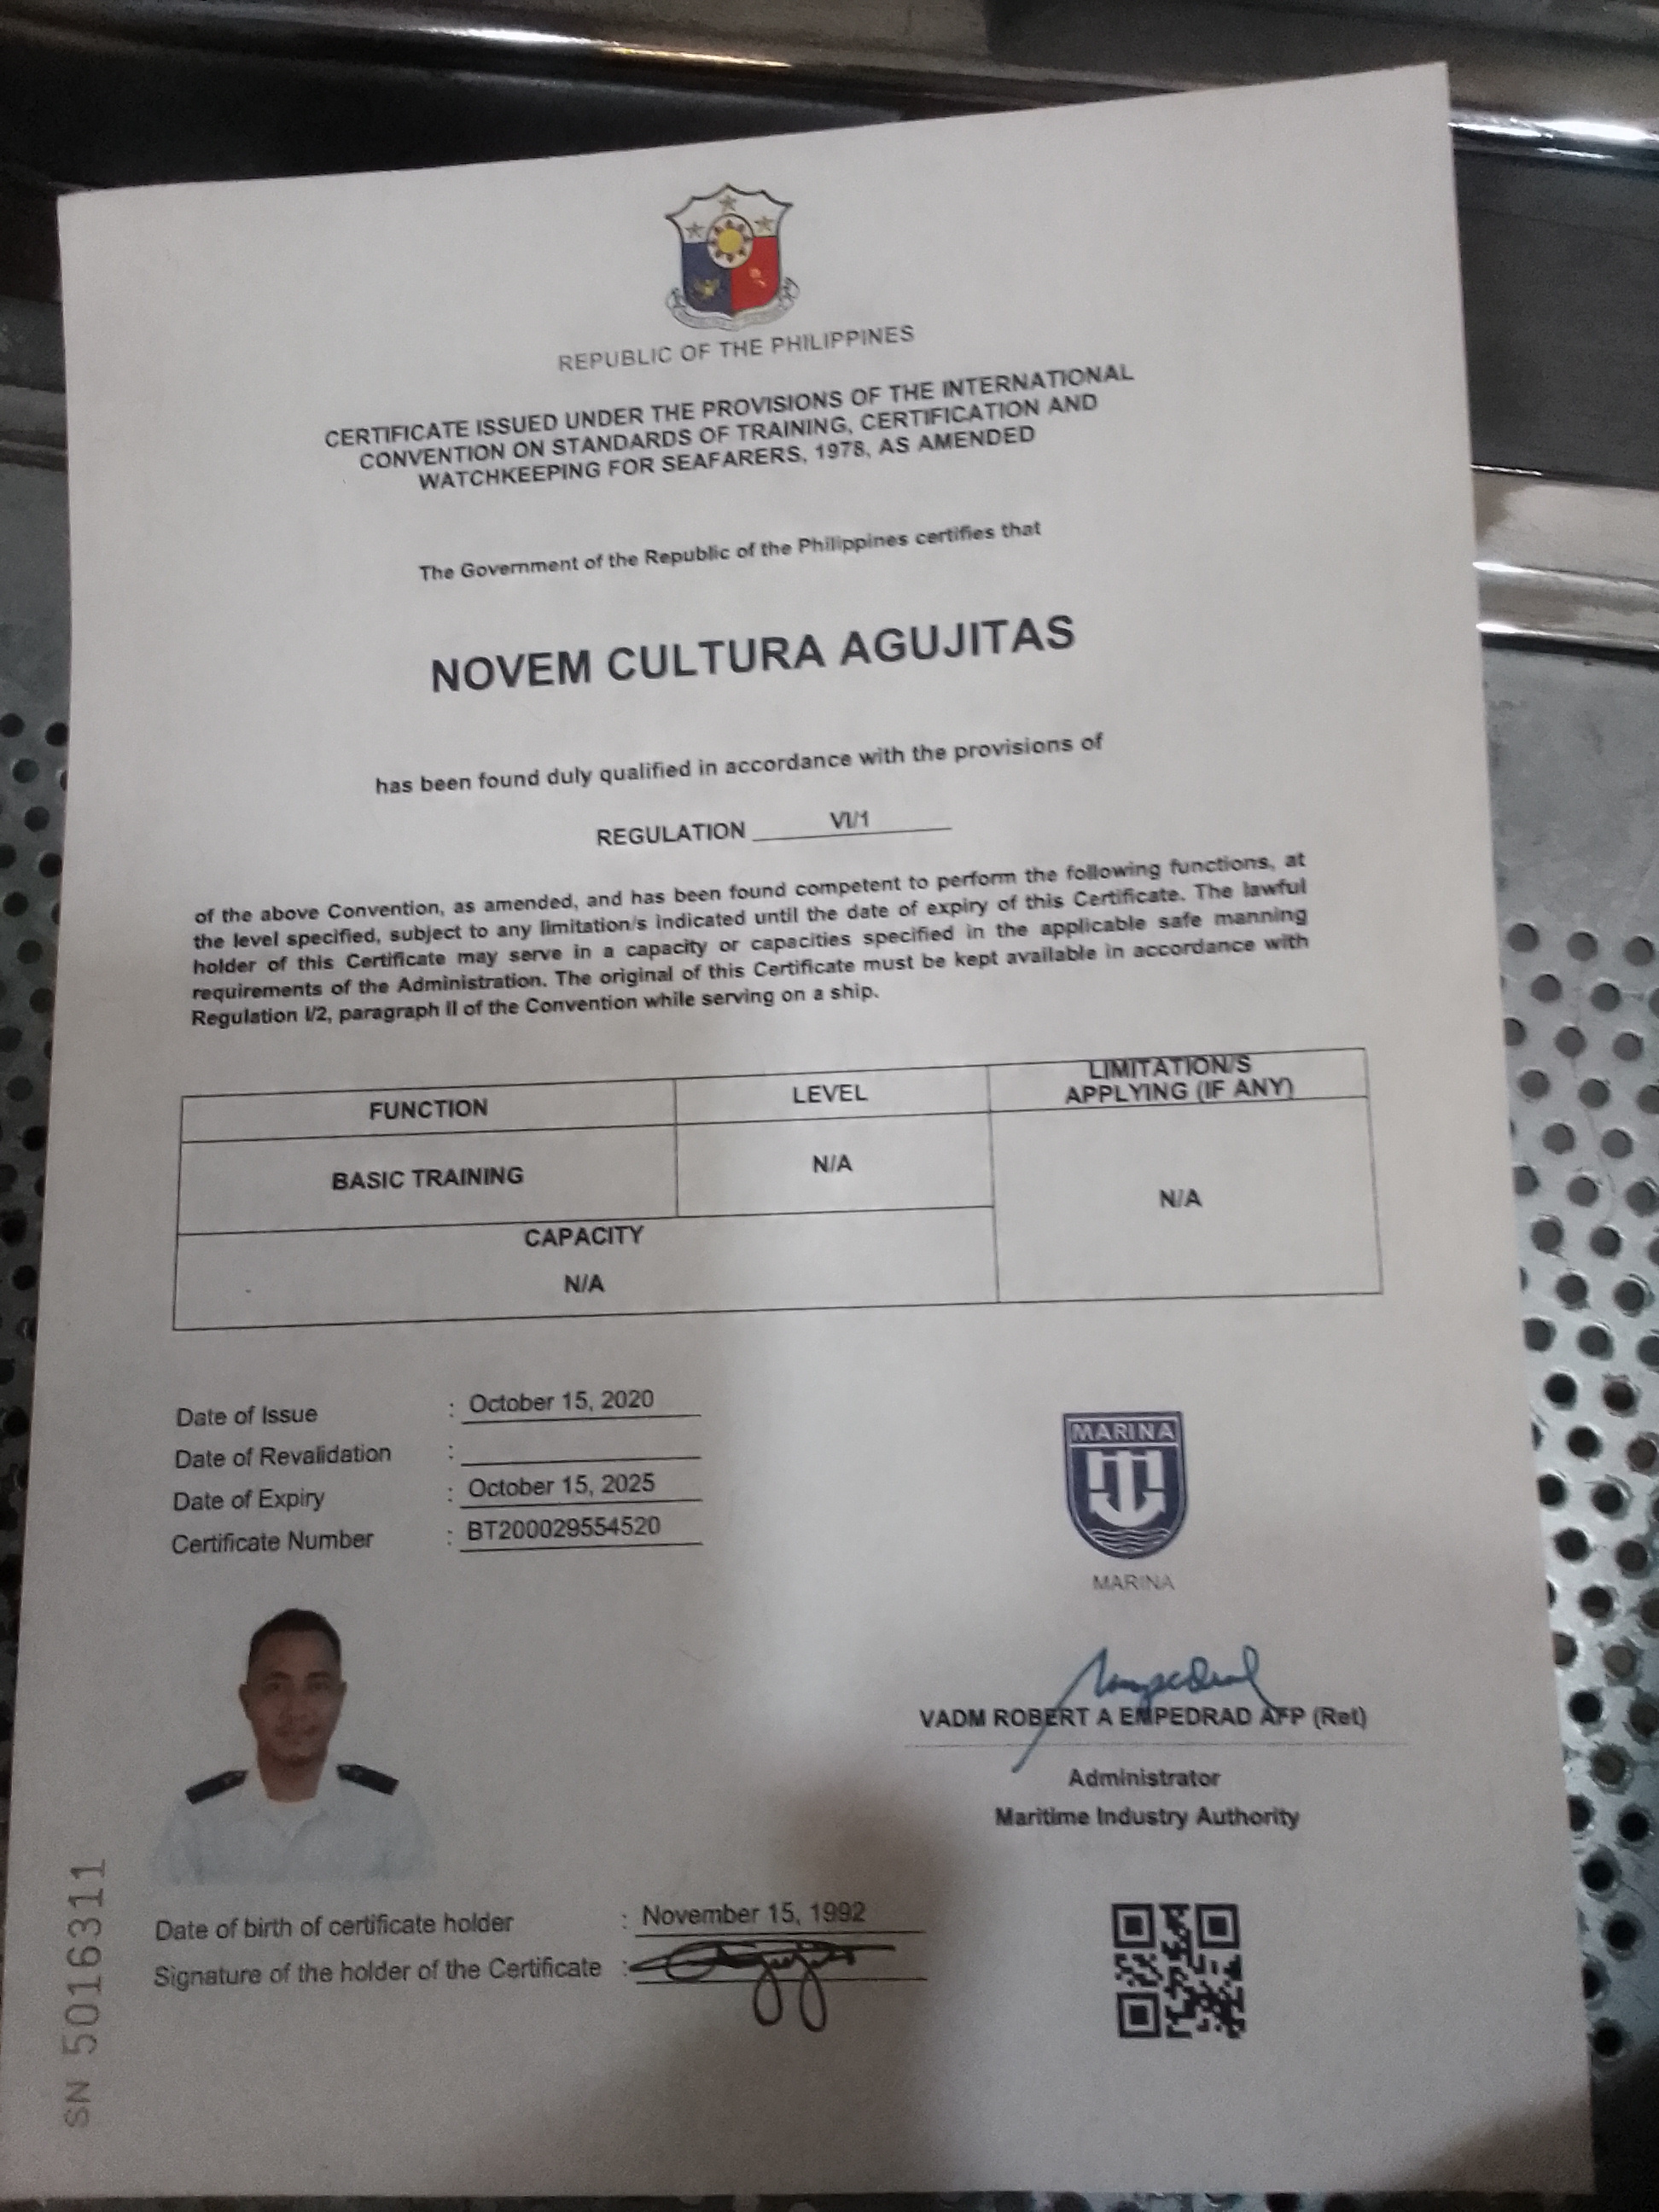 REPUBLIC OF THE PHILIPPINES
CERTIFICATE ISSUED UNDER THE PROVISIONS OF THE INTERNATIONAL
CONVENTION ON STANDARDS OF TRAINING, CERTIFICATION AND
WATCHKEEPING FOR SEAFARERS, 1978, AS AMENDED
The Government of the Republic of the Philippines certifies that
NOVEM CULTURA AGUJITAS
has been found duly qualified in accordance with the provisions of
REGULATION VI/1
of the above Convention, as amended, and has been found competent to perform the following functions, at
the level specified, subject to any limitation/s indicated until the date of expiry of this Certificate. The lawful
holder of this Certificate may serve in a capacity or capacities specified in the applicable safe manning
requirements of the Administration. The original of this Certificate must be kept available in accordance with
Regulation I/2, paragraph II of the Convention while serving on a ship.
FUNCTION LEVEL LIMITATION/S
APPLYING (IF ANY)
BASIC TRAINING N/A N/A
CAPACITY
N/A
Date of Issue : October 15, 2020
Date of Revalidation :
Date of Expiry : October 15, 2025
Certificate Number : BT200029554520
MARINA
MARINA
VADM ROBERT A EMPEDRAD AFP (Ret)
Administrator
Maritime Industry Authority
Date of birth of certificate holder : November 15, 1992
Signature of the holder of the Certificate :
SN 5016311